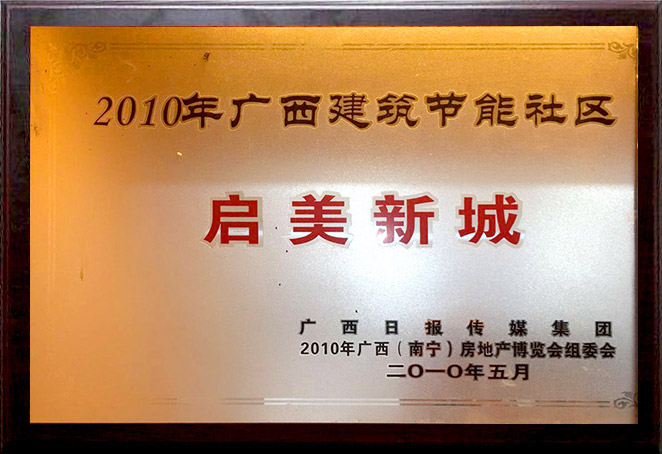 2010年广西建筑节能社区
启美新城
广西日报传媒集团
2010年广西（南宁）房地产博览会组委会
二〇一〇年五月